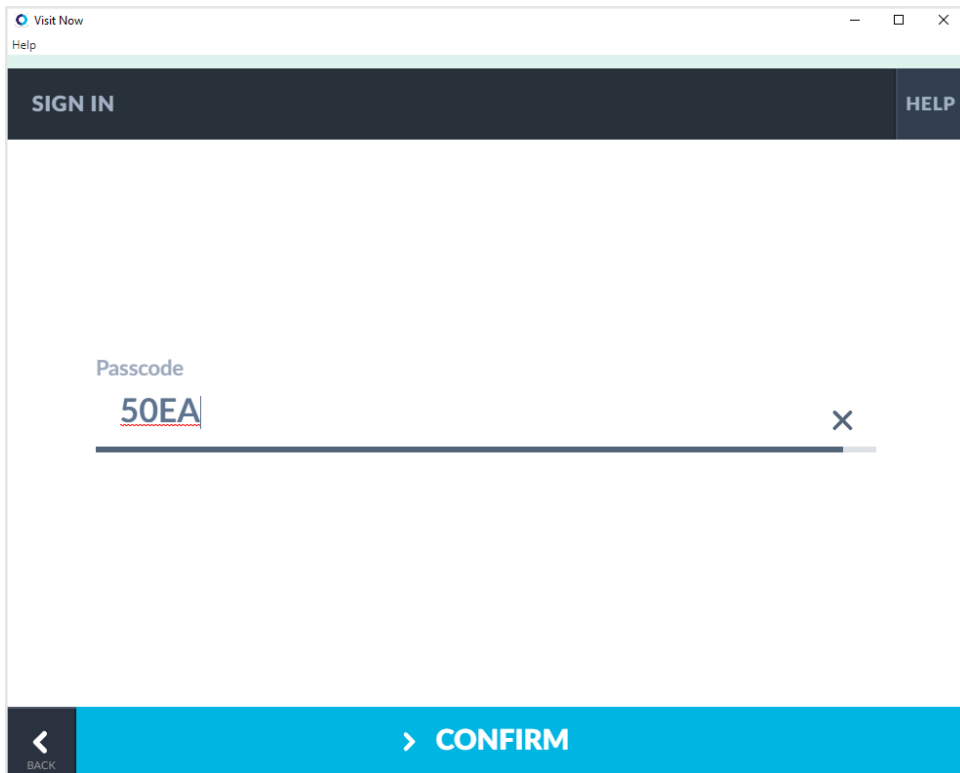 Visit Now
Help
SIGN IN
HELP
Passcode
50EA
CONFIRM
BACK